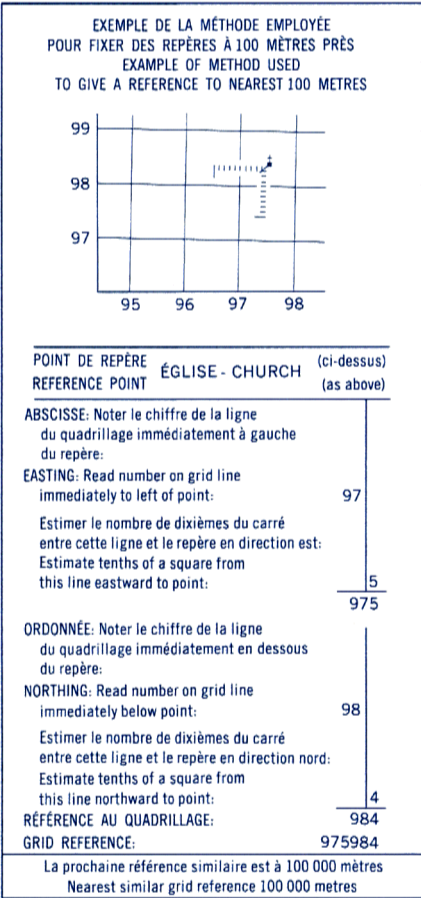 EXEMPLE DE LA MÉTHODE EMPLOYÉE
POUR FIXER DES REPÈRES À 100 MÈTRES PRÈS
EXAMPLE OF METHOD USED
TO GIVE A REFERENCE TO NEAREST 100 METRES
99
98
97
95 96 97 98
POINT DE REPÈRE
REFERENCE POINT
ÉGLISE - CHURCH
(ci-dessus)
(as above)
ABSCISSE: Noter le chiffre de la ligne
du quadrillage immédiatement à gauche
du repère:
EASTING: Read number on grid line
immediately to left of point: 97
Estimer le nombre de dixièmes du carré
entre cette ligne et le repère en direction est:
Estimate tenths of a square from
this line eastward to point: 5
975
ORDONNÉE: Noter le chiffre de la ligne
du quadrillage immédiatement en dessous
du repère:
NORTHING: Read number on grid line
immediately below point: 98
Estimer le nombre de dixièmes du carré
entre cette ligne et le repère en direction nord:
Estimate tenths of a square from
this line northward to point: 4
RÉFÉRENCE AU QUADRILLAGE: 984
GRID REFERENCE: 975984
La prochaine référence similaire est à 100 000 mètres
Nearest similar grid reference 100 000 metres